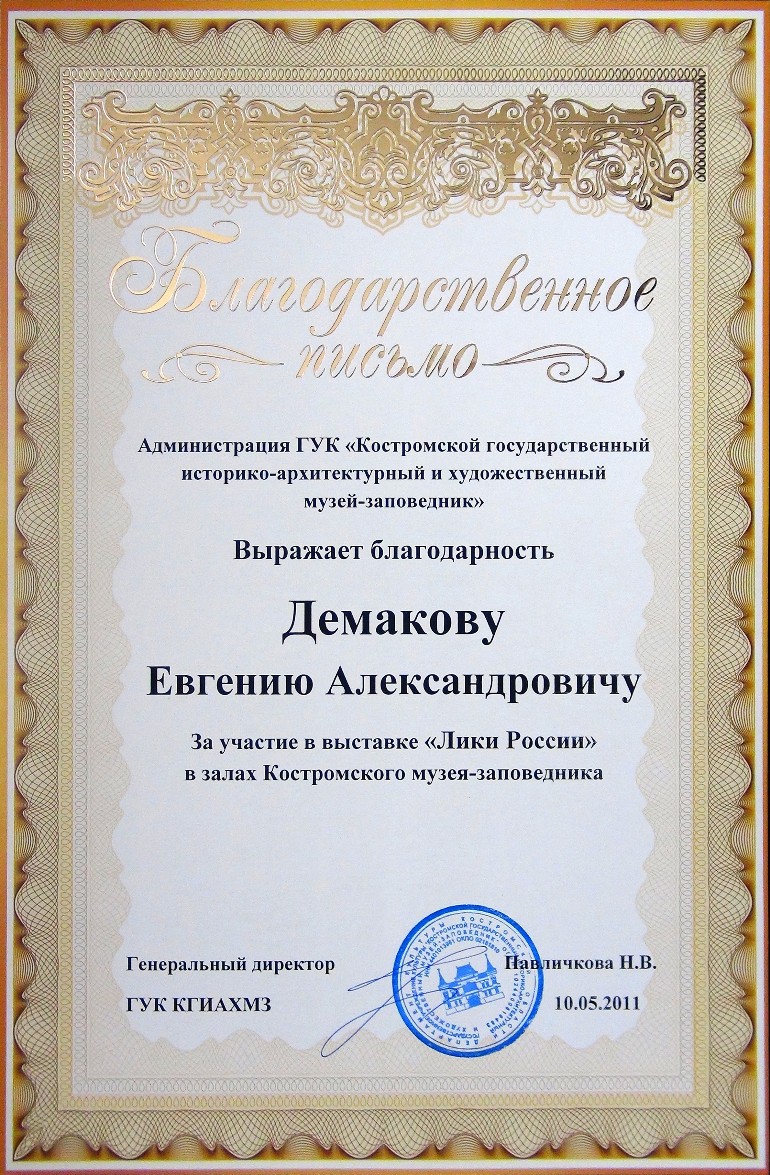 Благодарственное
письмо
Администрация ГУК «Костромской государственный
историко-архитектурный и художественный
музей-заповедник»
Выражает благодарность
Демакову
Евгению Александровичу
За участие в выставке «Лики России»
в залах Костромского музея-заповедника
Генеральный директор
Павличкова Н.В.
ГУК КГИАХМЗ
10.05.2011